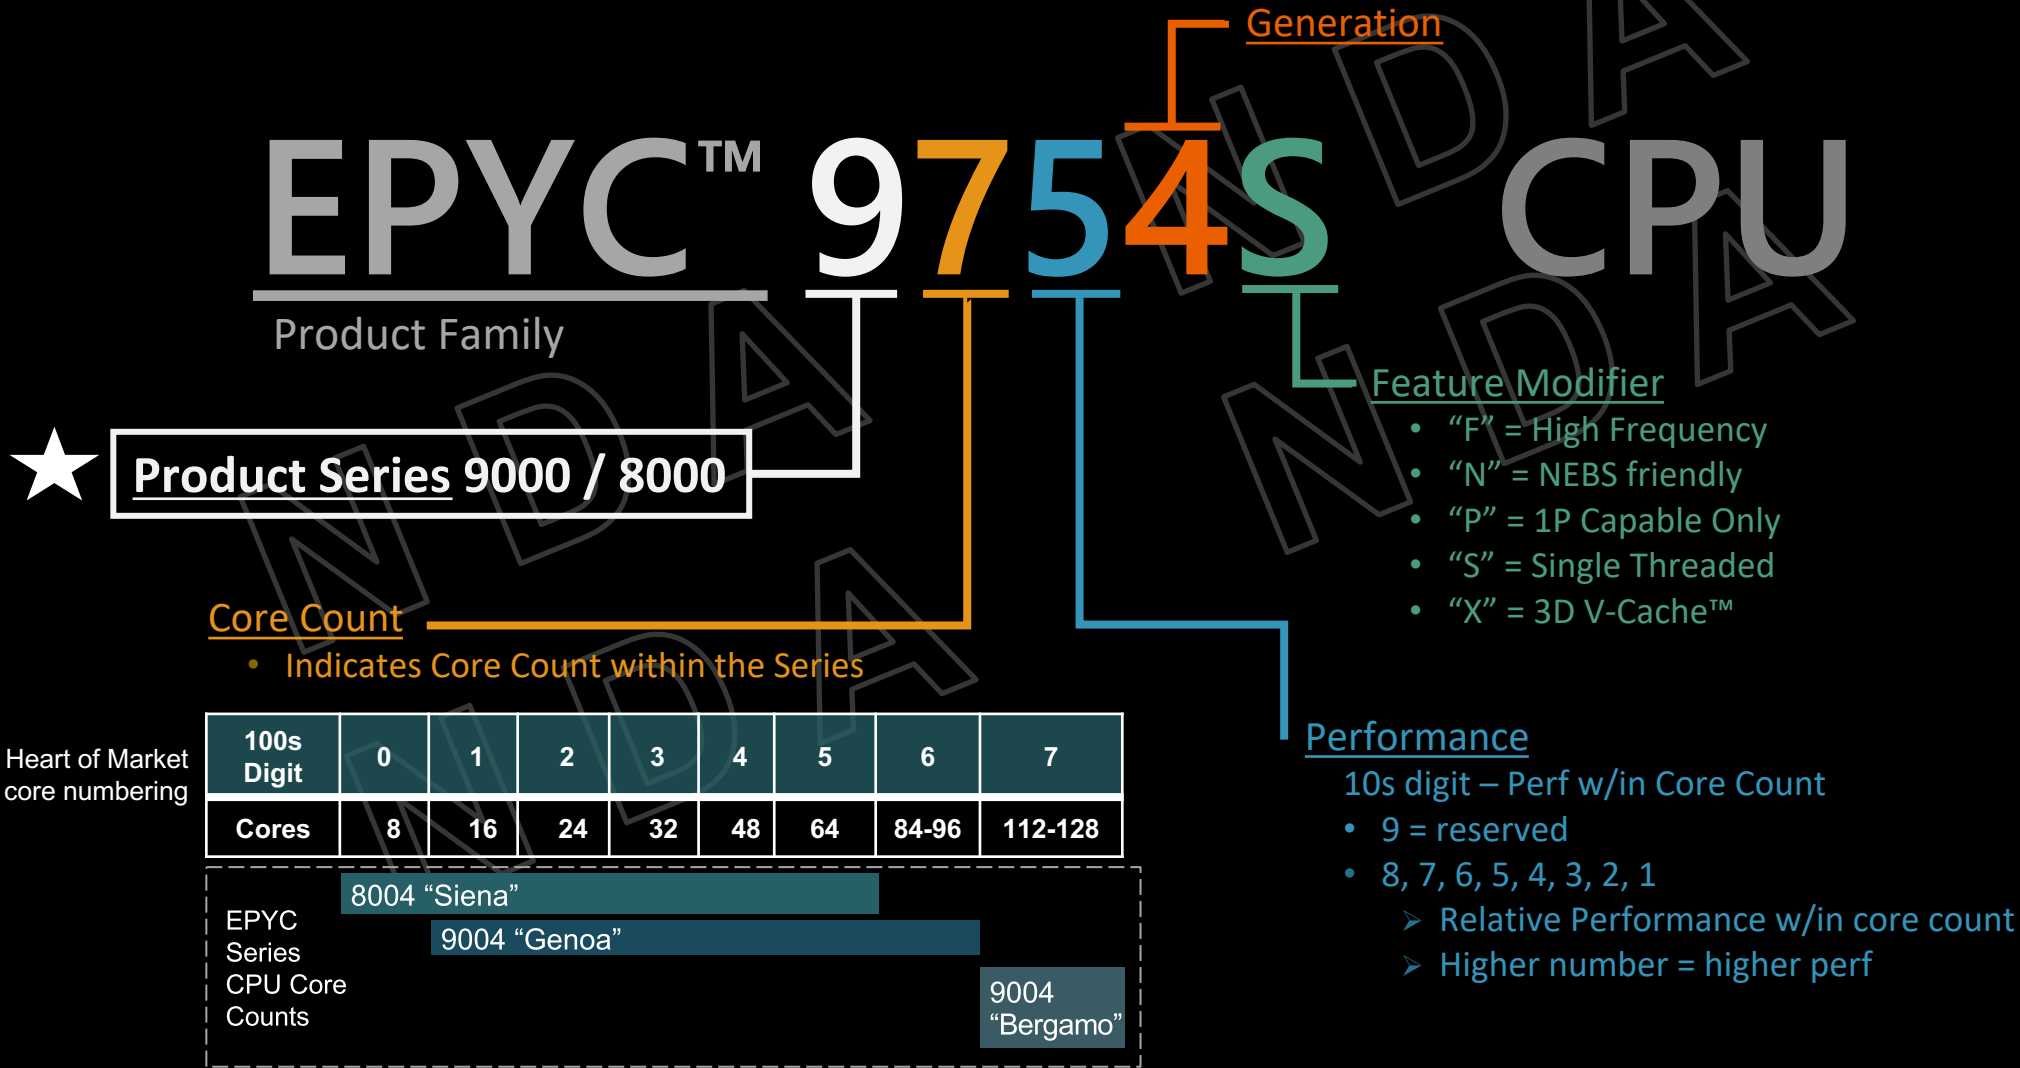 Generation
EPYC™ 9754S CPU
Product Family
Product Series 9000 / 8000
Feature Modifier
• “F” = High Frequency
• “N” = NEBS friendly
• “P” = 1P Capable Only
• “S” = Single Threaded
• “X” = 3D V-Cache™
Core Count
• Indicates Core Count within the Series
Heart of Market
core numbering
100s
Digit
0 1 2 3 4 5 6 7
Cores 8 16 24 32 48 64 84-96 112-128
EPYC
Series
CPU Core
Counts
8004 “Siena”
9004 “Genoa”
9004
“Bergamo”
Performance
10s digit – Perf w/in Core Count
• 9 = reserved
• 8, 7, 6, 5, 4, 3, 2, 1
➢ Relative Performance w/in core count
➢ Higher number = higher perf
NDA
NDA
NDA
NDA